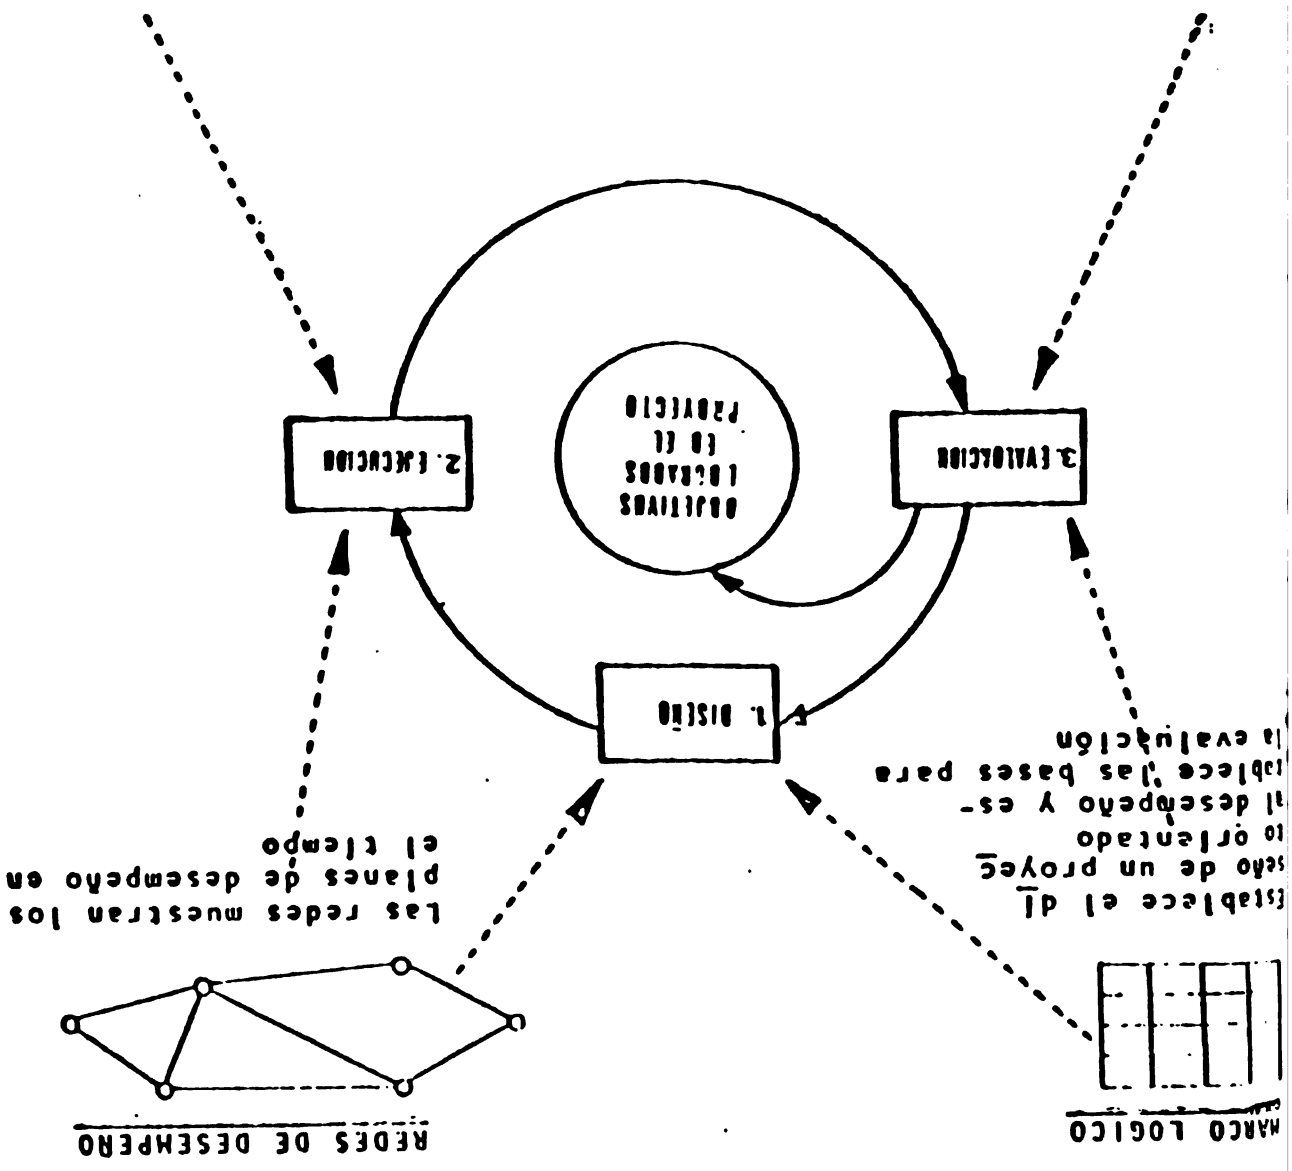 MARCO LOGICO
Establece el di
seño de un proyec
to orientado
al desempeño y es-
tablece las bases para
la evaluación
REDES DE DESEMPEÑO
Las redes muestran los
planes de desempeño en
el tiempo
1. DISEÑO
3. EVALUACION
OBJETIVOS
LOGRADOS
EN EL
PROYECTO
2. EJECUCION